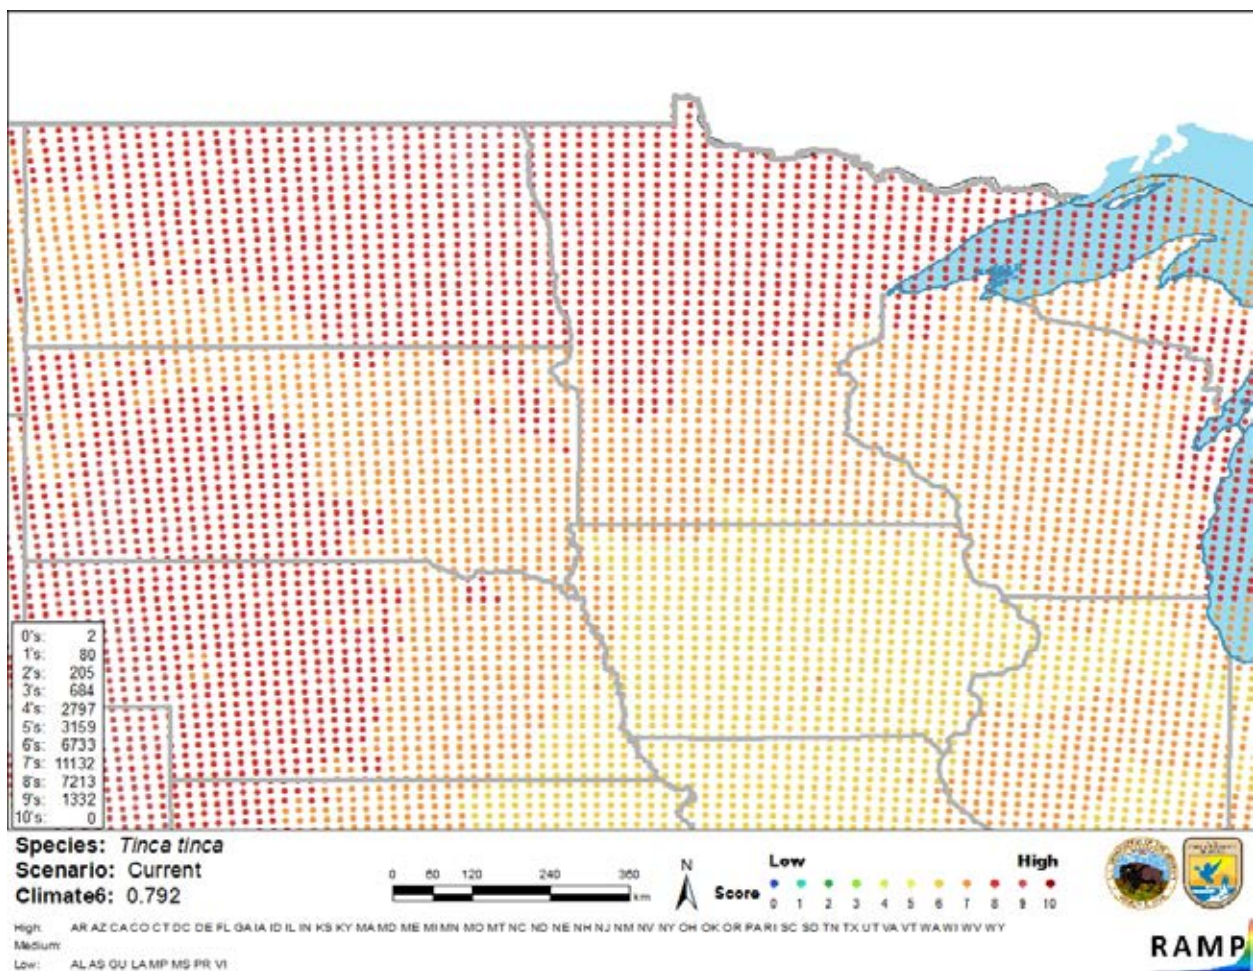 0's: 2
1's: 80
2's: 205
3's: 684
4's: 2797
5's: 3159
6's: 6733
7's: 11132
8's: 7213
9's: 1332
10's: 0
Species: Tinca tinca
Scenario: Current
Climate6: 0.792
0 60 120 240 360
km
N
Low High
Score 0 1 2 3 4 5 6 7 8 9 10
High: AR AZ CA CO CT DC DE FL GA IA ID IL IN KS KY MA MD ME MI MN MO MT NC ND NE NH NJ NM NV NY OH OK OR PA RI SC SD TN TX UT VA VT WA WI WV WY
Medium:
Low: AL AS GU LA MP MS PR VI
RAMP